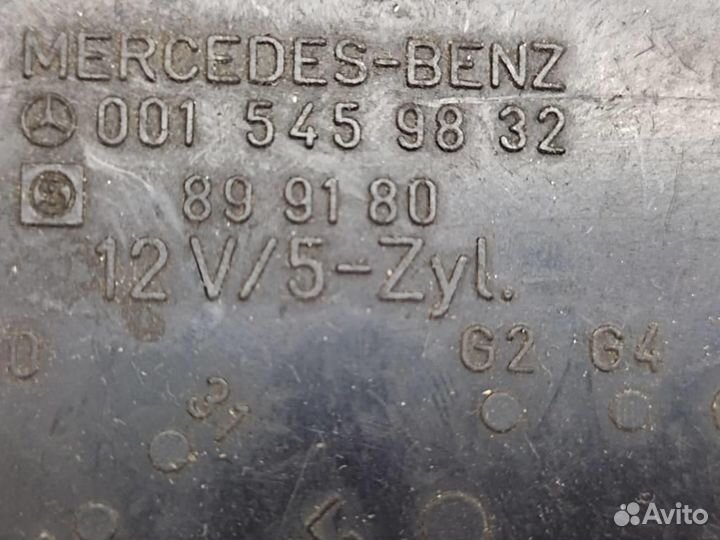 MERCEDES-BENZ
001 545 98 32
89 91 80
12 V/5-Zyl.
G2 G4
31
Avito